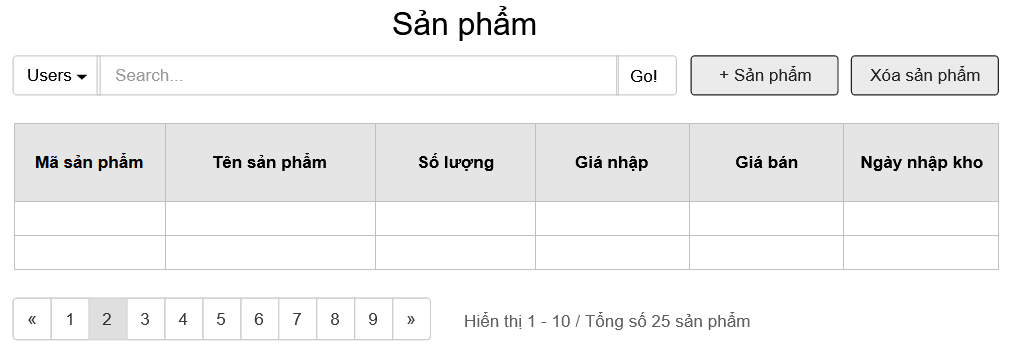 Sản phẩm
Users Search... Go! + Sản phẩm Xóa sản phẩm
Mã sản phẩm Tên sản phẩm Số lượng Giá nhập Giá bán Ngày nhập kho
« 1 2 3 4 5 6 7 8 9 » Hiển thị 1 - 10 / Tổng số 25 sản phẩm